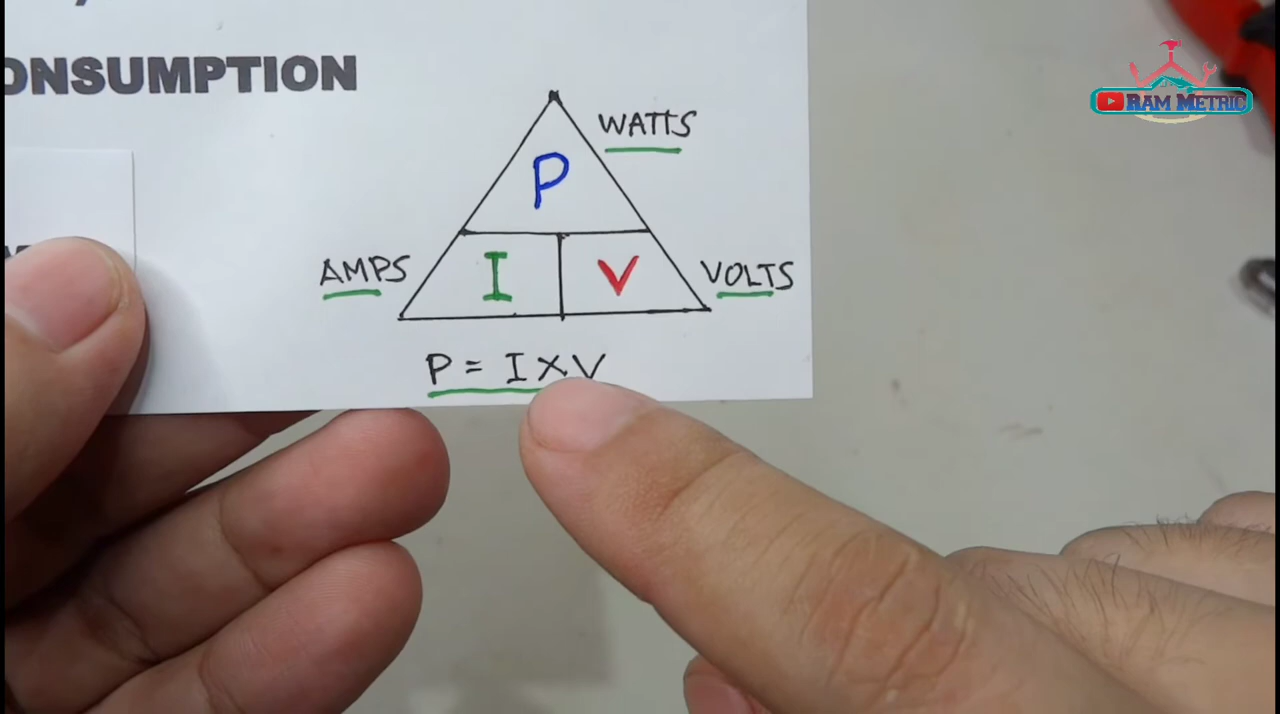 ONSUMPTION
WATTS
P
AMPS
I
V
VOLTS
P = I X V
RAM METRIC